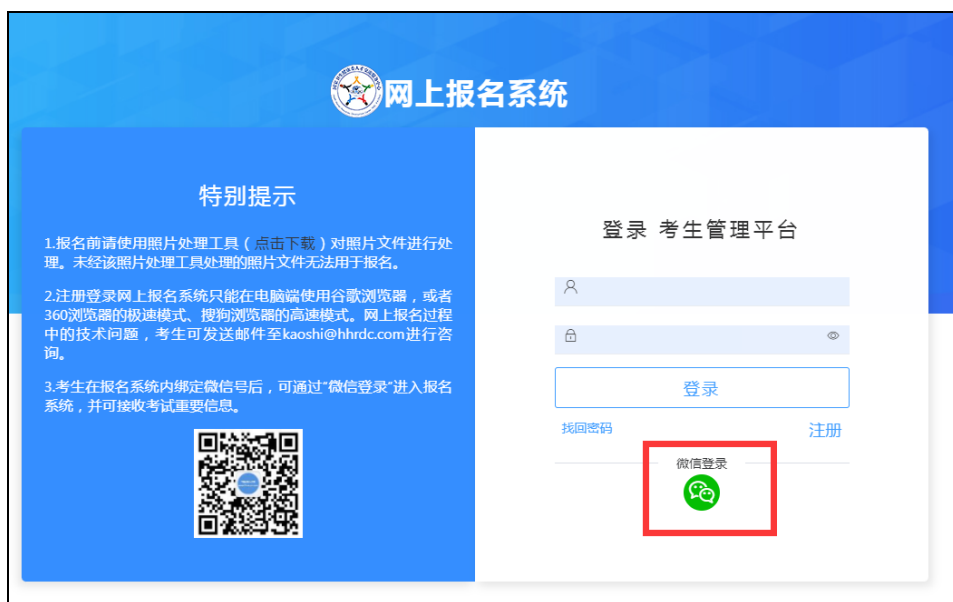 网上报名系统
特别提示
1.报名前请使用照片处理工具（点击下载）对照片文件进行处
理。未经该照片处理工具处理的照片文件无法用于报名。
2.注册登录网上报名系统只能在电脑端使用谷歌浏览器，或者
360浏览器的极速模式、搜狗浏览器的高速模式。网上报名过程
中的技术问题，考生可发送邮件至kaoshi@hhrdc.com进行咨
询。
3.考生在报名系统内绑定微信号后，可通过“微信登录”进入报名
系统，并可接收考试重要信息。
登录 考生管理平台
登录
找回密码
注册
微信登录